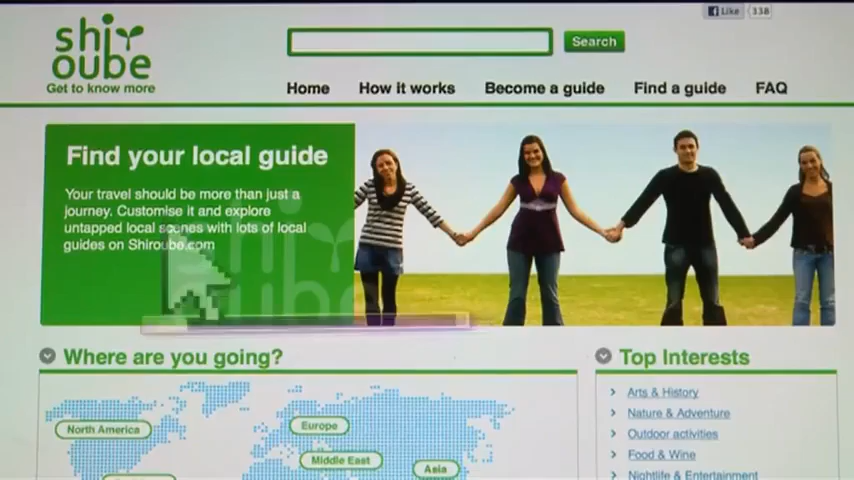 Like 338
shi
oube
Get to know more
Search
Home How it works Become a guide Find a guide FAQ
Find your local guide
Your travel should be more than just a
journey. Customise it and explore
untapped local scenes with lots of local
guides on Shiroube.com
Where are you going?
Top Interests
North America
Europe
Middle East
Asia
Arts & History
Nature & Adventure
Outdoor activities
Food & Wine
Nightlife & Entertainment